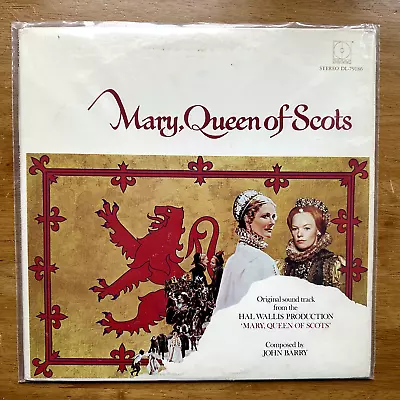 STEREO DL 79186
Mary, Queen of Scots
Original sound track
from the
HAL WALLIS PRODUCTION
'MARY, QUEEN OF SCOTS'
Composed by
JOHN BARRY